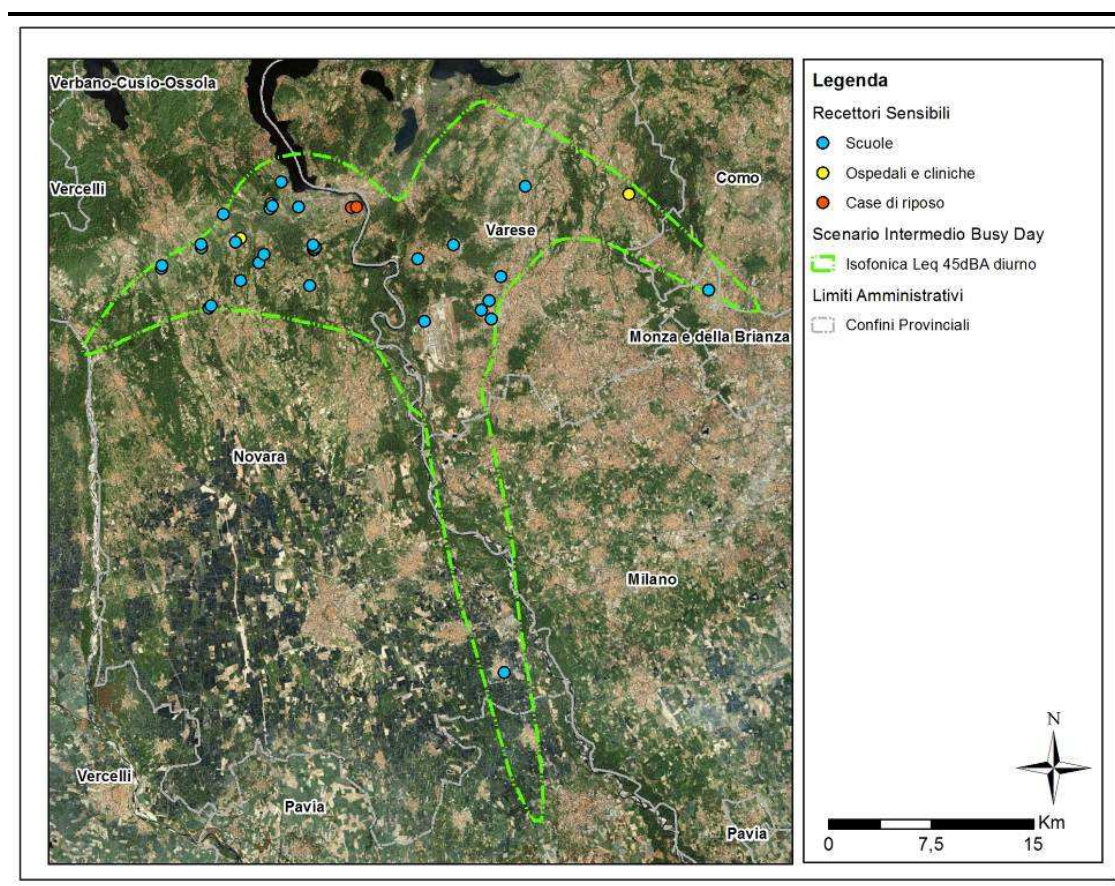 Verbano-Cusio-Ossola
Vercelli
Como
Varese
Monza e della Brianza
Novara
Milano
Vercelli
Pavia
Pavia
Legenda
Recettori Sensibili
Scuole
Ospedali e cliniche
Case di riposo
Scenario Intermedio Busy Day
Isofonica Leq 45dBA diurno
Limiti Amministrativi
Confini Provinciali
N
Km
0 7,5 15